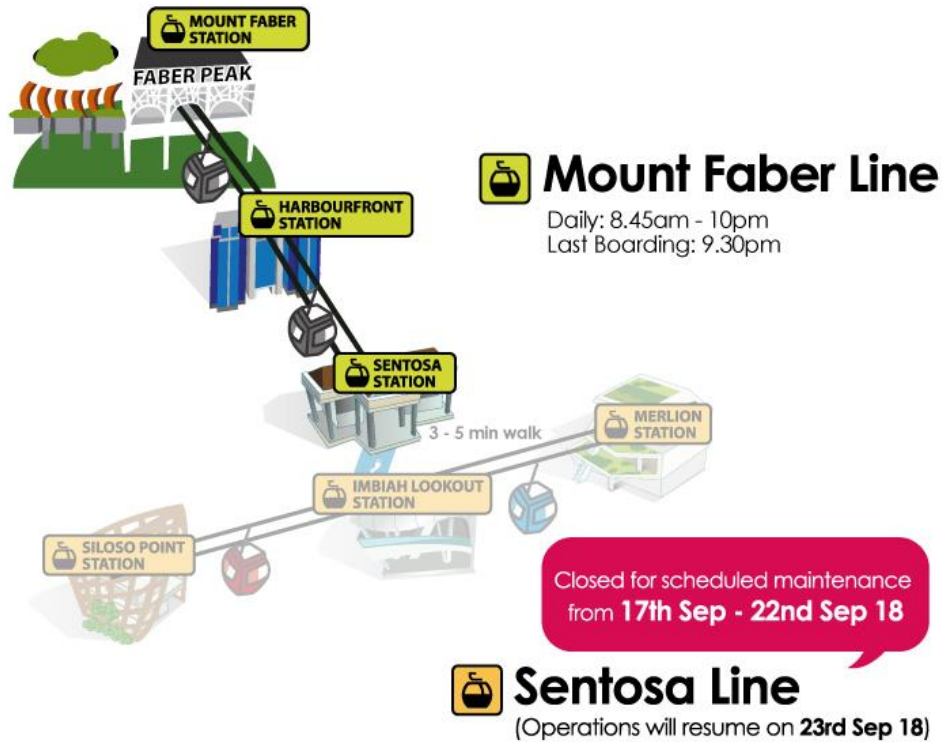 MOUNT FABER
STATION
FABER PEAK
HARBOURFRONT
STATION
Mount Faber Line
Daily: 8.45am - 10pm
Last Boarding: 9.30pm
SENTOSA
STATION
3 - 5 min walk
MERLION
STATION
IMBIAH LOOKOUT
STATION
SILOSO POINT
STATION
Closed for scheduled maintenance
from 17th Sep - 22nd Sep 18
Sentosa Line
(Operations will resume on 23rd Sep 18)